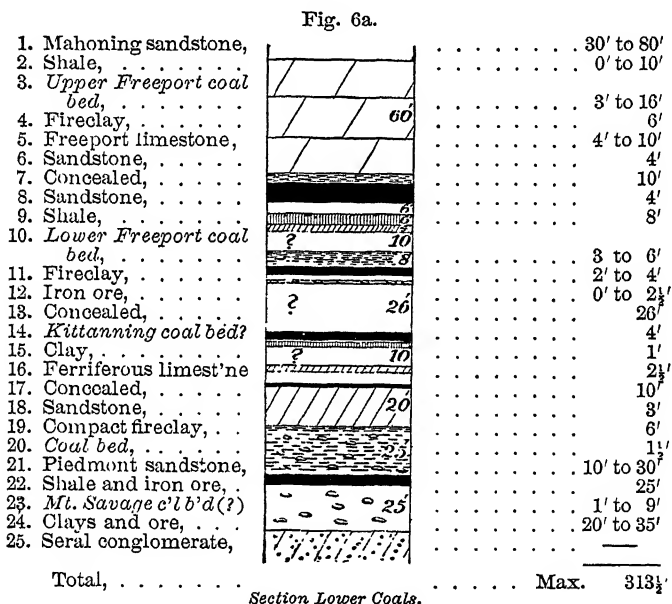 Fig. 6a.
1. Mahoning sandstone, . . . . . . . . 30' to 80'
2. Shale, . . . . . . . . . . . . . . 0' to 10'
3. Upper Freeport coal
bed, . . . . . . . . . . . . . . 3' to 16'
4. Fireclay, . . . . . . . . . . . . . 6'
5. Freeport limestone, . . . . . . . . 4' to 10'
6. Sandstone, . . . . . . . . . . . . 4'
7. Concealed, . . . . . . . . . . . . 10'
8. Sandstone, . . . . . . . . . . . . 4'
9. Shale, . . . . . . . . . . . . . . 8'
10. Lower Freeport coal
bed, . . . . . . . . . . . . . . 3 to 6'
11. Fireclay, . . . . . . . . . . . . . 2' to 4'
12. Iron ore, . . . . . . . . . . . . . 0' to 2½'
13. Concealed, . . . . . . . . . . . . 26'
14. Kittanning coal bed? . . . . . . . . 4'
15. Clay, . . . . . . . . . . . . . . . 1'
16. Ferriferous limest'ne . . . . . . . 2½'
17. Concealed, . . . . . . . . . . . . 10'
18. Sandstone, . . . . . . . . . . . . 3'
19. Compact fireclay, . . . . . . . . . 6'
20. Coal bed, . . . . . . . . . . . . . 1½'
21. Piedmont sandstone, . . . . . . . . 10' to 30'
22. Shale and iron ore, . . . . . . . . 25'
23. Mt. Savage c'l b'd (?) . . . . . . . 1' to 9'
24. Clays and ore, . . . . . . . . . . 20' to 35'
25. Seral conglomerate, . . . . . . . . —
Total, . . . . . . . . . . . Max. 313½'
60'
6'
?
10
8
?
26'
?
10
20'
25'
25'
Section Lower Coals.